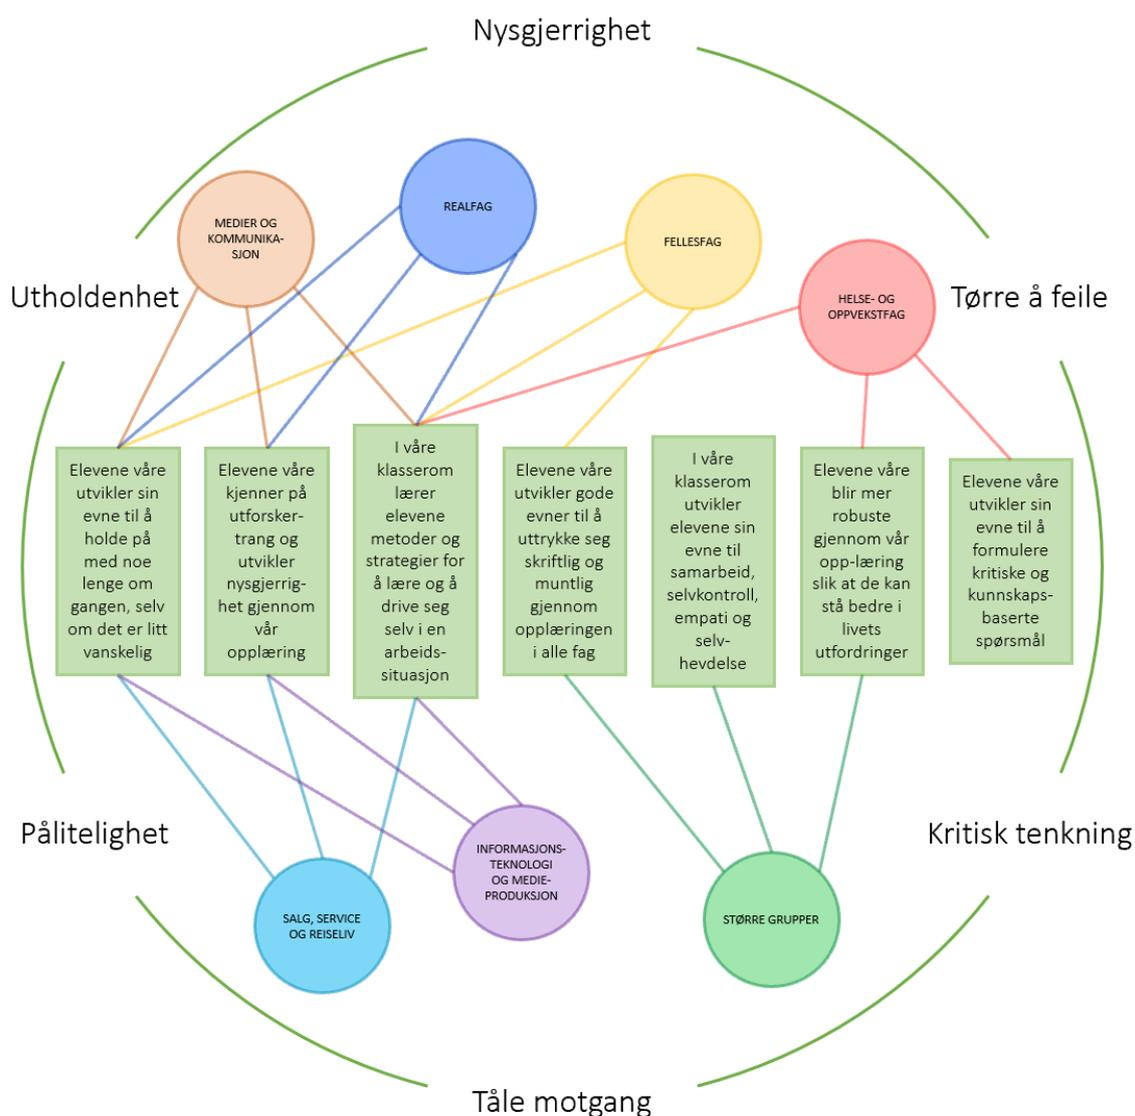 Nysgjerrighet
MEDIER OG
KOMMUNIKA-
SJON
REALFAG
FELLESFAG
HELSE- OG
OPPVEKSTFAG
Utholdenhet
Tørre å feile
Elevene våre
utvikler sin
evne til å
holde på
med noe
lenge om
gangen, selv
om det er litt
vanskelig
Elevene våre
kjenner på
utforsker-
trang og
utvikler
nysgjerrig-
het gjennom
vår
opplæring
I våre
klasserom
lærer
elevene
metoder og
strategier for
å lære og å
drive seg
selv i en
arbeids-
situasjon
Elevene våre
utvikler gode
evner til å
uttrykke seg
skriftlig og
muntlig
gjennom
opplæringen
i alle fag
I våre
klasserom
utvikler
elevene sin
evne til
samarbeid,
selvkontroll,
empati og
selv-
hevdelse
Elevene våre
blir mer
robuste
gjennom vår
opp-læring
slik at de kan
stå bedre i
livets
utfordringer
Elevene våre
utvikler sin
evne til å
formulere
kritiske og
kunnskaps-
baserte
spørsmål
Pålitelighet
Kritisk tenkning
INFORMASJONS-
TEKNOLOGI
OG MEDIE-
PRODUKSJON
SALG, SERVICE
OG REISELIV
STØRRE GRUPPER
Tåle motgang